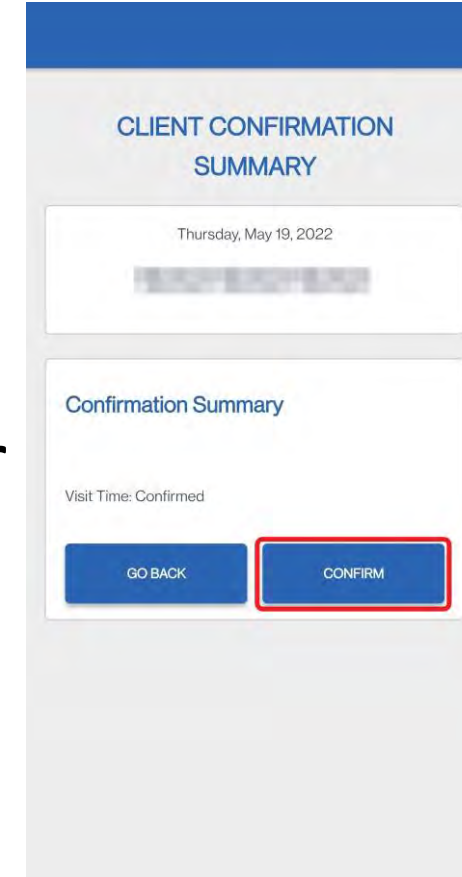 CLIENT CONFIRMATION
SUMMARY
Thursday, May 19, 2022
Confirmation Summary
Visit Time: Confirmed
GO BACK
CONFIRM